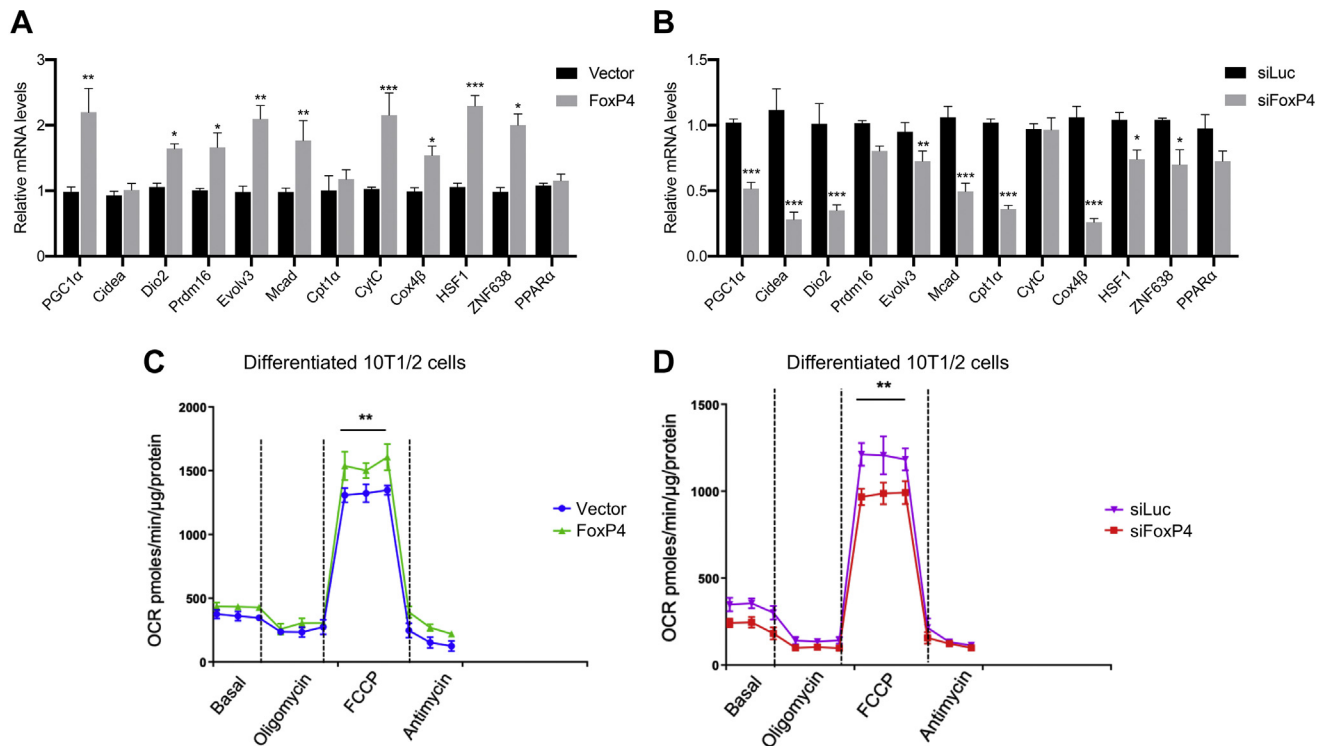 A
Relative mRNA levels
3
2
1
0
** * * ** ** *** * *** *
Vector
FoxP4
PGC1α Cidea Dio2 Prdm16 Evolv3 Mcad Cpt1α CytC Cox4β HSF1 ZNF638 PPARα
B
Relative mRNA levels
1.5
1.0
0.5
0.0
*** *** *** ** *** *** *** * *
siLuc
siFoxP4
PGC1α Cidea Dio2 Prdm16 Evolv3 Mcad Cpt1α CytC Cox4β HSF1 ZNF638 PPARα
C
Differentiated 10T1/2 cells
OCR pmoles/min/µg/protein
2000
1500
1000
500
0
**
Vector
FoxP4
Basal Oligomycin FCCP Antimycin
D
Differentiated 10T1/2 cells
OCR pmoles/min/µg/protein
1500
1000
500
0
**
siLuc
siFoxP4
Basal Oligomycin FCCP Antimycin